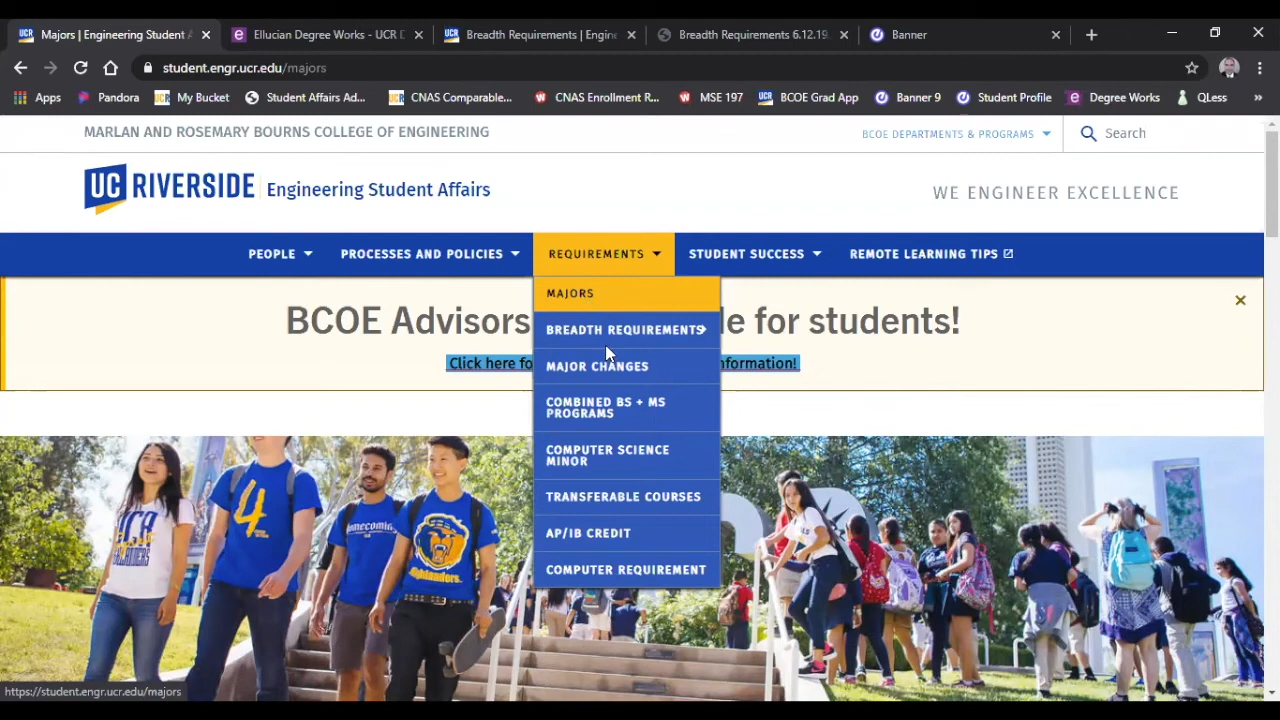 Majors | Engineering Student A
Ellucian Degree Works - UCR D
Breadth Requirements | Engine
Breadth Requirements 6.12.19.
Banner
student.engr.ucr.edu/majors
Apps
Pandora
UCR
My Bucket
Student Affairs Ad...
CNAS Comparable...
CNAS Enrollment R...
MSE 197
BCOE Grad App
Banner 9
Student Profile
Degree Works
QLess
MARLAN AND ROSEMARY BOURNS COLLEGE OF ENGINEERING
BCOE DEPARTMENTS & PROGRAMS
Search
UC RIVERSIDE
Engineering Student Affairs
WE ENGINEER EXCELLENCE
PEOPLE
PROCESSES AND POLICIES
REQUIREMENTS
STUDENT SUCCESS
REMOTE LEARNING TIPS
MAJORS
BREADTH REQUIREMENTS
MAJOR CHANGES
COMBINED BS + MS
PROGRAMS
COMPUTER SCIENCE
MINOR
TRANSFERABLE COURSES
AP/IB CREDIT
COMPUTER REQUIREMENT
BCOE Advisors le for students!
Click here fo nformation!
4
Highlanders.
https://student.engr.ucr.edu/majors